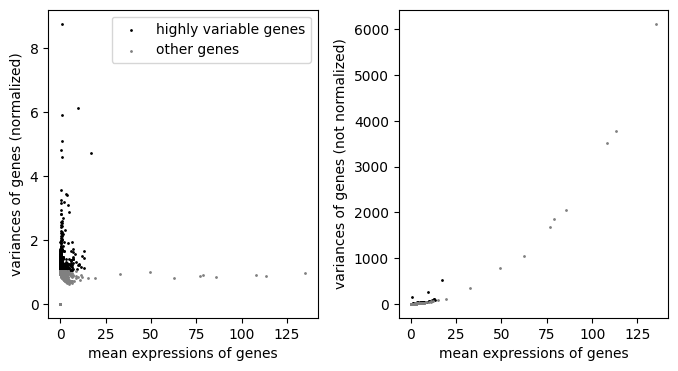 highly variable genes
other genes
variances of genes (normalized)
8
6
4
2
0
0 25 50 75 100 125
mean expressions of genes
variances of genes (not normalized)
6000
5000
4000
3000
2000
1000
0
0 25 50 75 100 125
mean expressions of genes